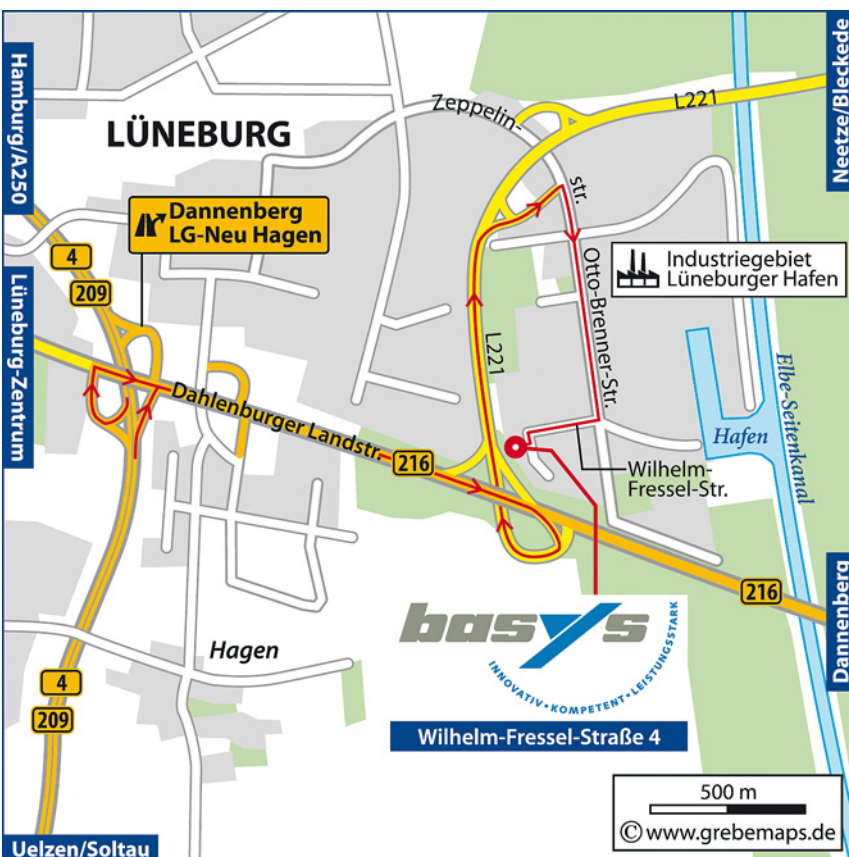 Hamburg/A250
Neetze/Bleckede
LÜNEBURG
Zeppelin-
str.
L221
Dannenberg
LG-Neu Hagen
4
209
Industriegebiet
Lüneburger Hafen
Lüneburg-Zentrum
Otto-Brenner-Str.
L221
Dahlenburger Landstr.
216
Hafen
Elbe-Seitenkanal
Wilhelm-
Fressel-Str.
216
Dannenberg
basys
INNOVATIV•KOMPETENT•LEISTUNGSSTARK
Hagen
4
209
Wilhelm-Fressel-Straße 4
500 m
© www.grebemaps.de
Uelzen/Soltau